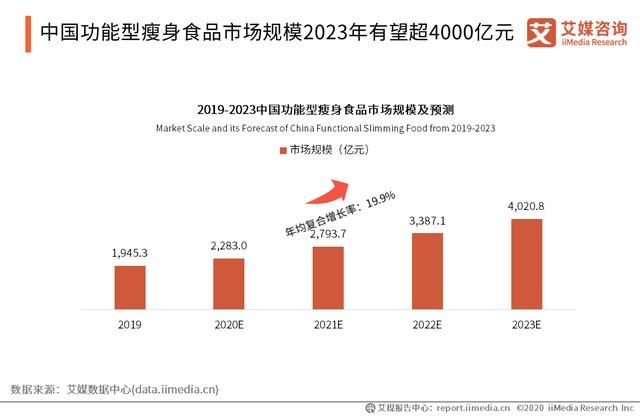 中国功能型瘦身食品市场规模2023年有望超4000亿元
艾
艾媒咨询
iiMedia Research
2019-2023中国功能型瘦身食品市场规模及预测
Market Scale and its Forecast of China Functional Slimming Food from 2019-2023
市场规模（亿元）
年均复合增长率：19.9%
1,945.3
2,283.0
2,793.7
3,387.1
4,020.8
2019
2020E
2021E
2022E
2023E
数据来源：艾媒数据中心(data.iimedia.cn)
艾媒报告中心：report.iimedia.cn ©2020 iiMedia Research Inc